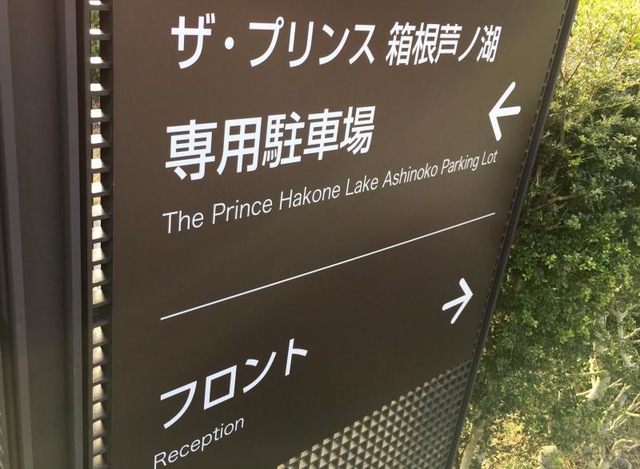 ザ・プリンス 箱根芦ノ湖
専用駐車場 ←
The Prince Hakone Lake Ashinoko Parking Lot
→
フロント
Reception